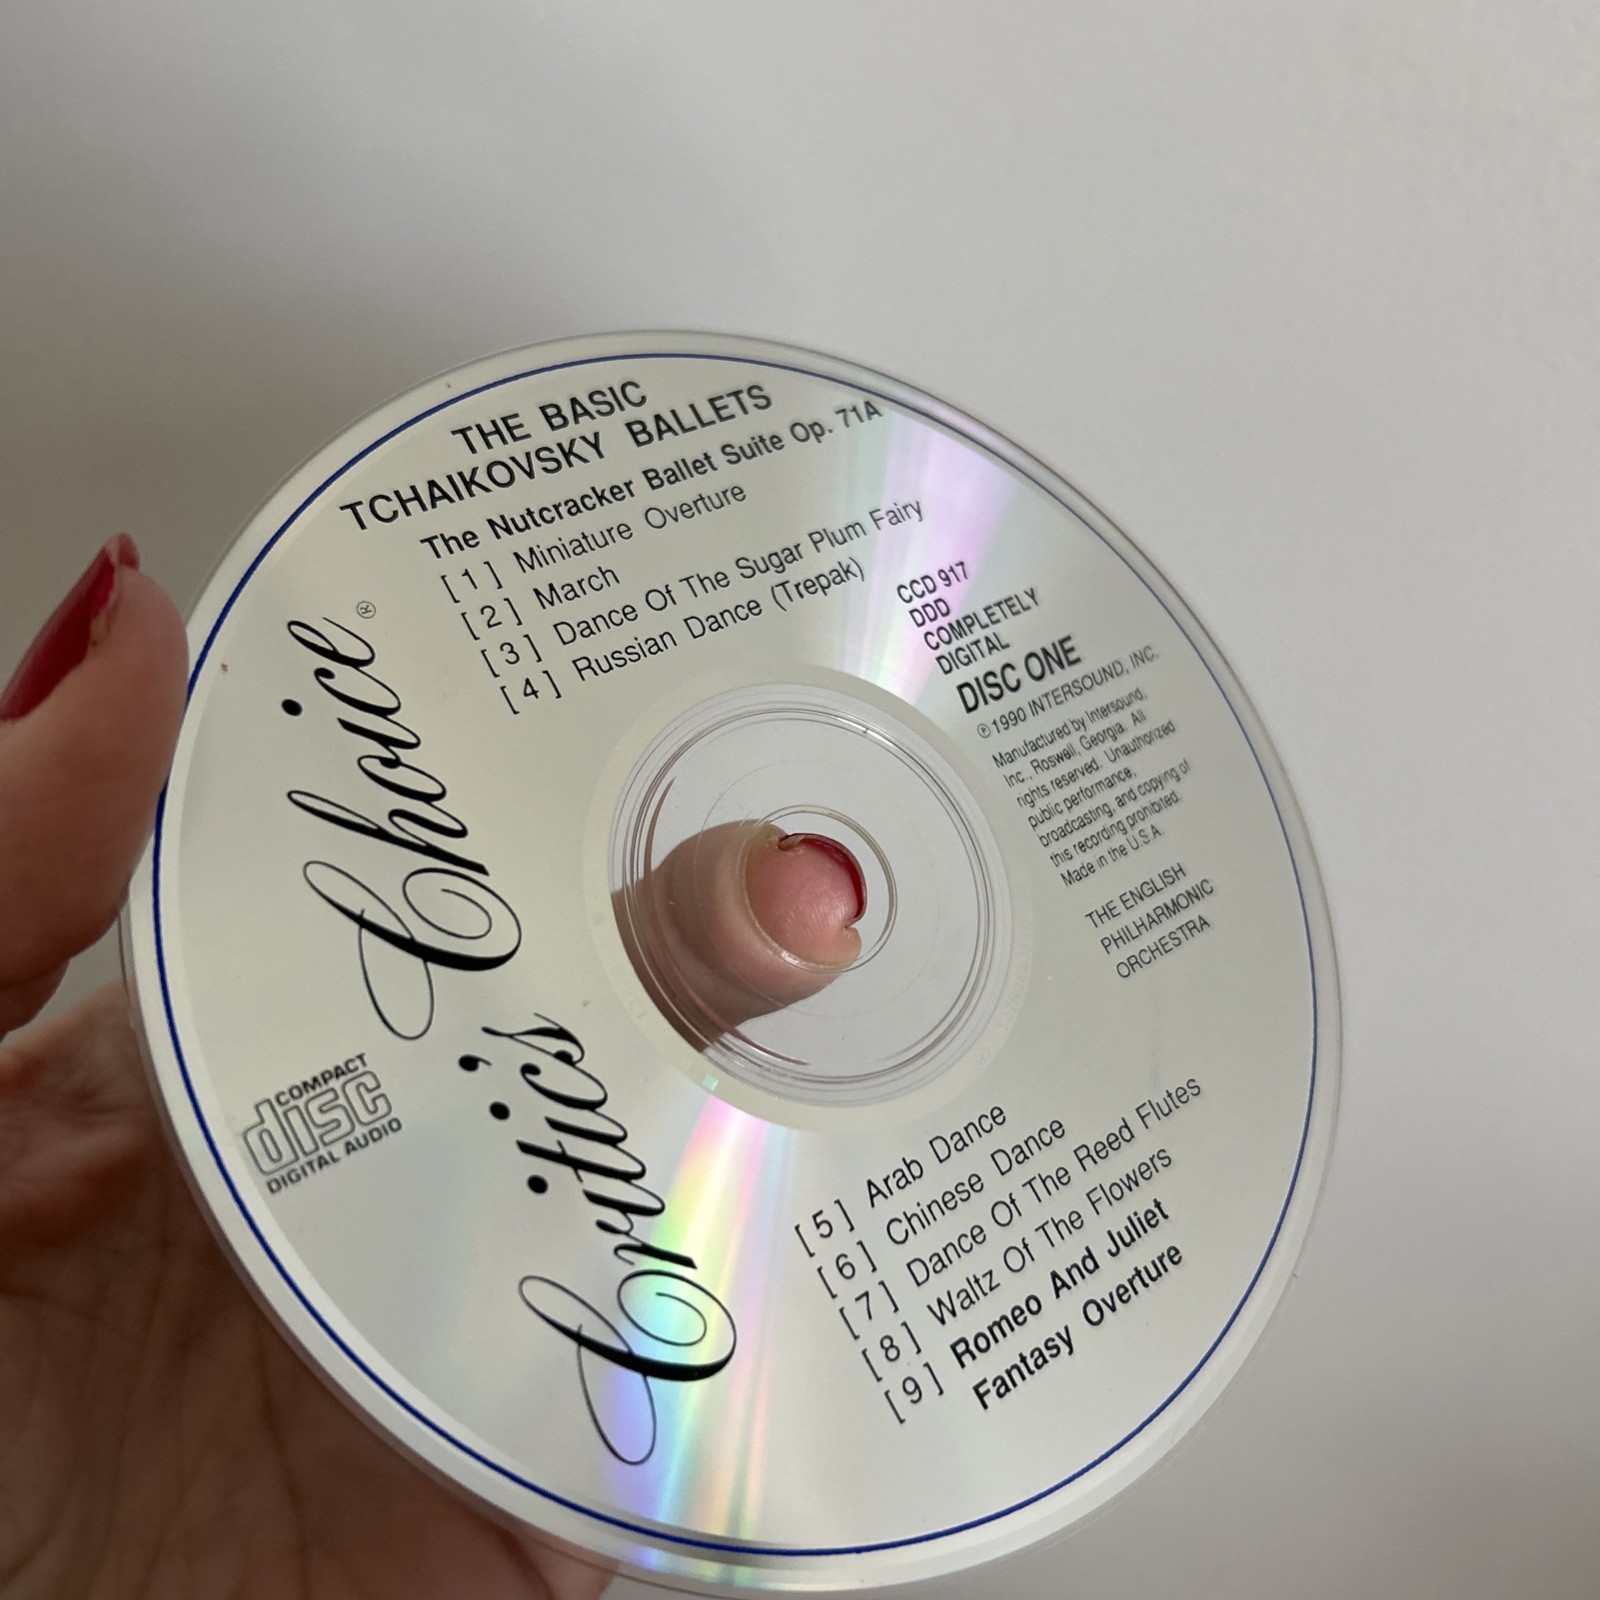 THE BASIC
TCHAIKOVSKY BALLETS
The Nutcracker Ballet Suite Op. 71A
[ 1 ] Miniature Overture
[ 2 ] March
[ 3 ] Dance Of The Sugar Plum Fairy
[ 4 ] Russian Dance (Trepak)
Critic's Choice®
COMPACT
disc
DIGITAL AUDIO
CCD 917
DDD
COMPLETELY
DIGITAL
DISC ONE
℗1990 INTERSOUND, INC.
Manufactured by Intersound,
Inc., Roswell, Georgia. All
rights reserved. Unauthorized
public performance,
broadcasting, and copying of
this recording prohibited.
Made in the U.S.A.
THE ENGLISH
PHILHARMONIC
ORCHESTRA
[ 5 ] Arab Dance
[ 6 ] Chinese Dance
[ 7 ] Dance Of The Reed Flutes
[ 8 ] Waltz Of The Flowers
[ 9 ] Romeo And Juliet
Fantasy Overture